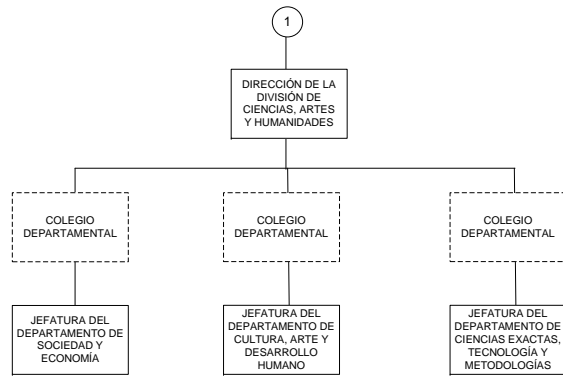 1
DIRECCIÓN DE LA
DIVISIÓN DE
CIENCIAS, ARTES
Y HUMANIDADES
COLEGIO
DEPARTAMENTAL
COLEGIO
DEPARTAMENTAL
COLEGIO
DEPARTAMENTAL
JEFATURA DEL
DEPARTAMENTO DE
SOCIEDAD Y
ECONOMÍA
JEFATURA DEL
DEPARTAMENTO DE
CULTURA, ARTE Y
DESARROLLO
HUMANO
JEFATURA DEL
DEPARTAMENTO DE
CIENCIAS EXACTAS,
TECNOLOGÍA Y
METODOLOGÍAS